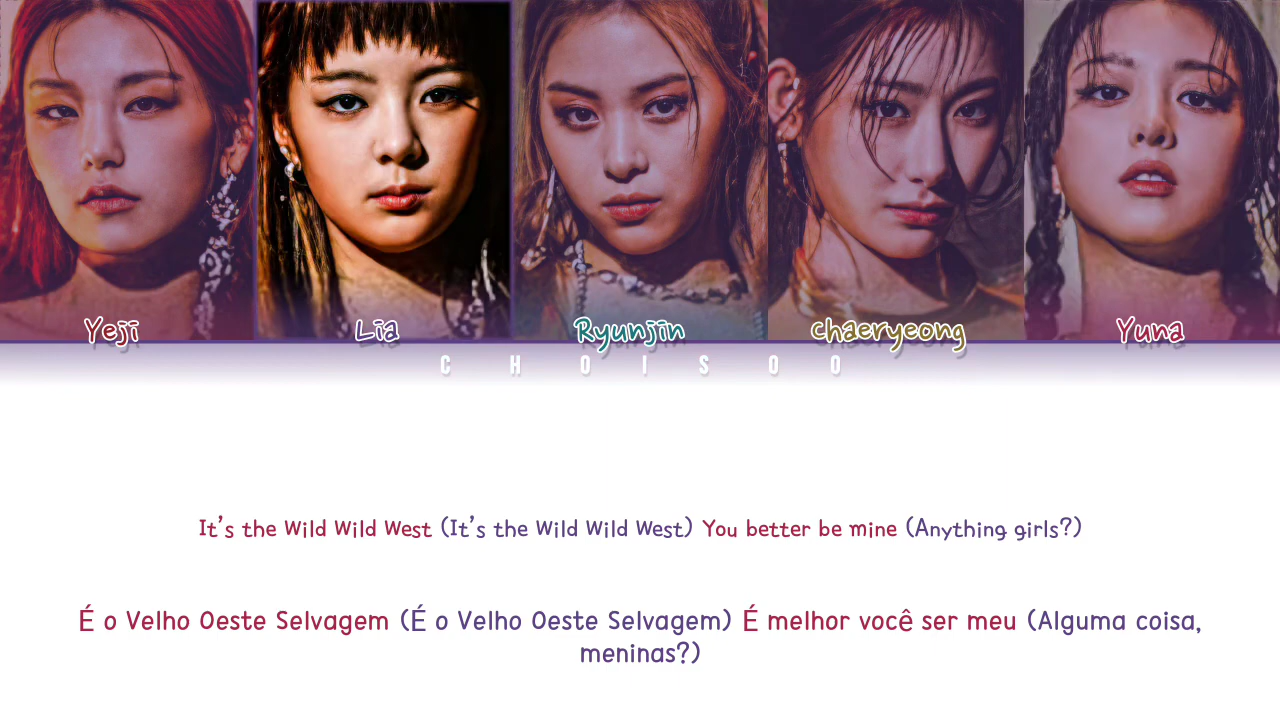 Yeji
Lia
Ryunjin
chaeryeong
Yuna
CHOISOO
It's the Wild Wild West (It's the Wild Wild West) You better be mine (Anything girls?)
É o Velho Oeste Selvagem (É o Velho Oeste Selvagem) É melhor você ser meu (Alguma coisa,
meninas?)